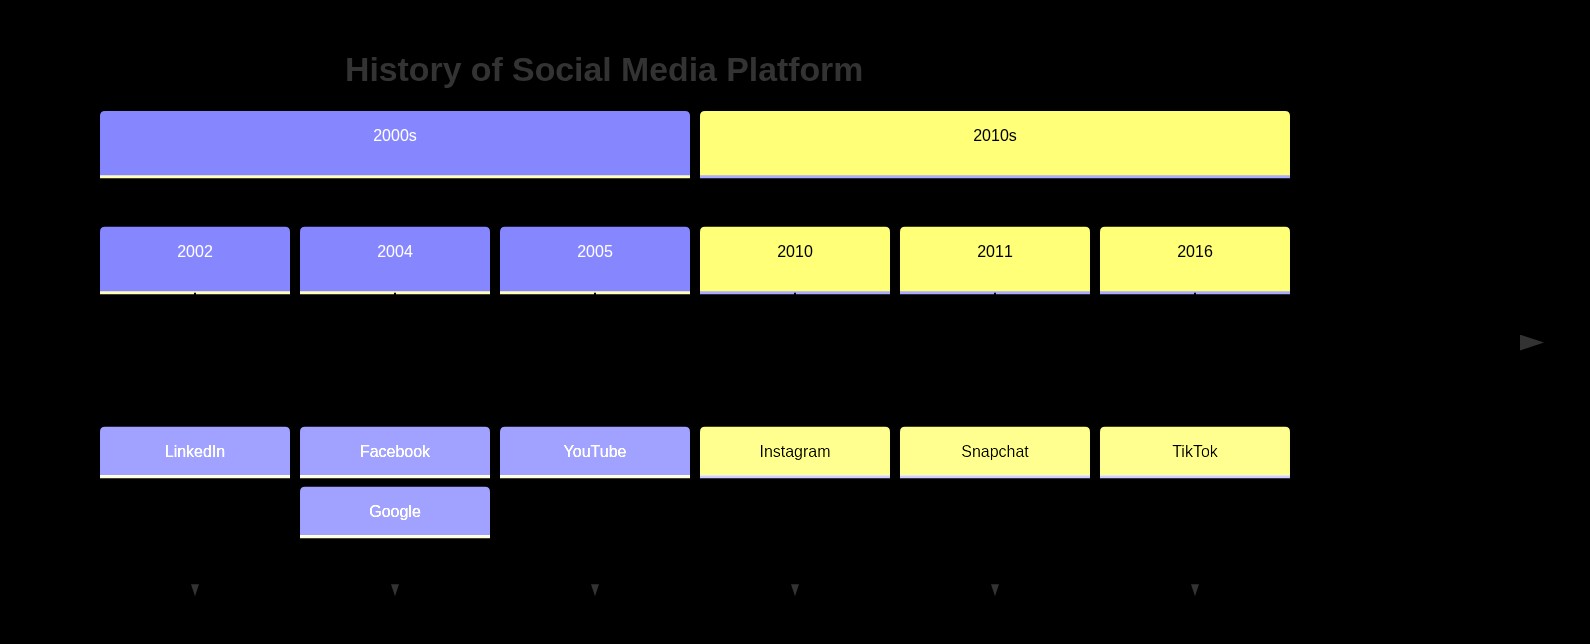 History of Social Media Platform
2000s
2010s
2002
2004
2005
2010
2011
2016
LinkedIn
Facebook
YouTube
Instagram
Snapchat
TikTok
Google